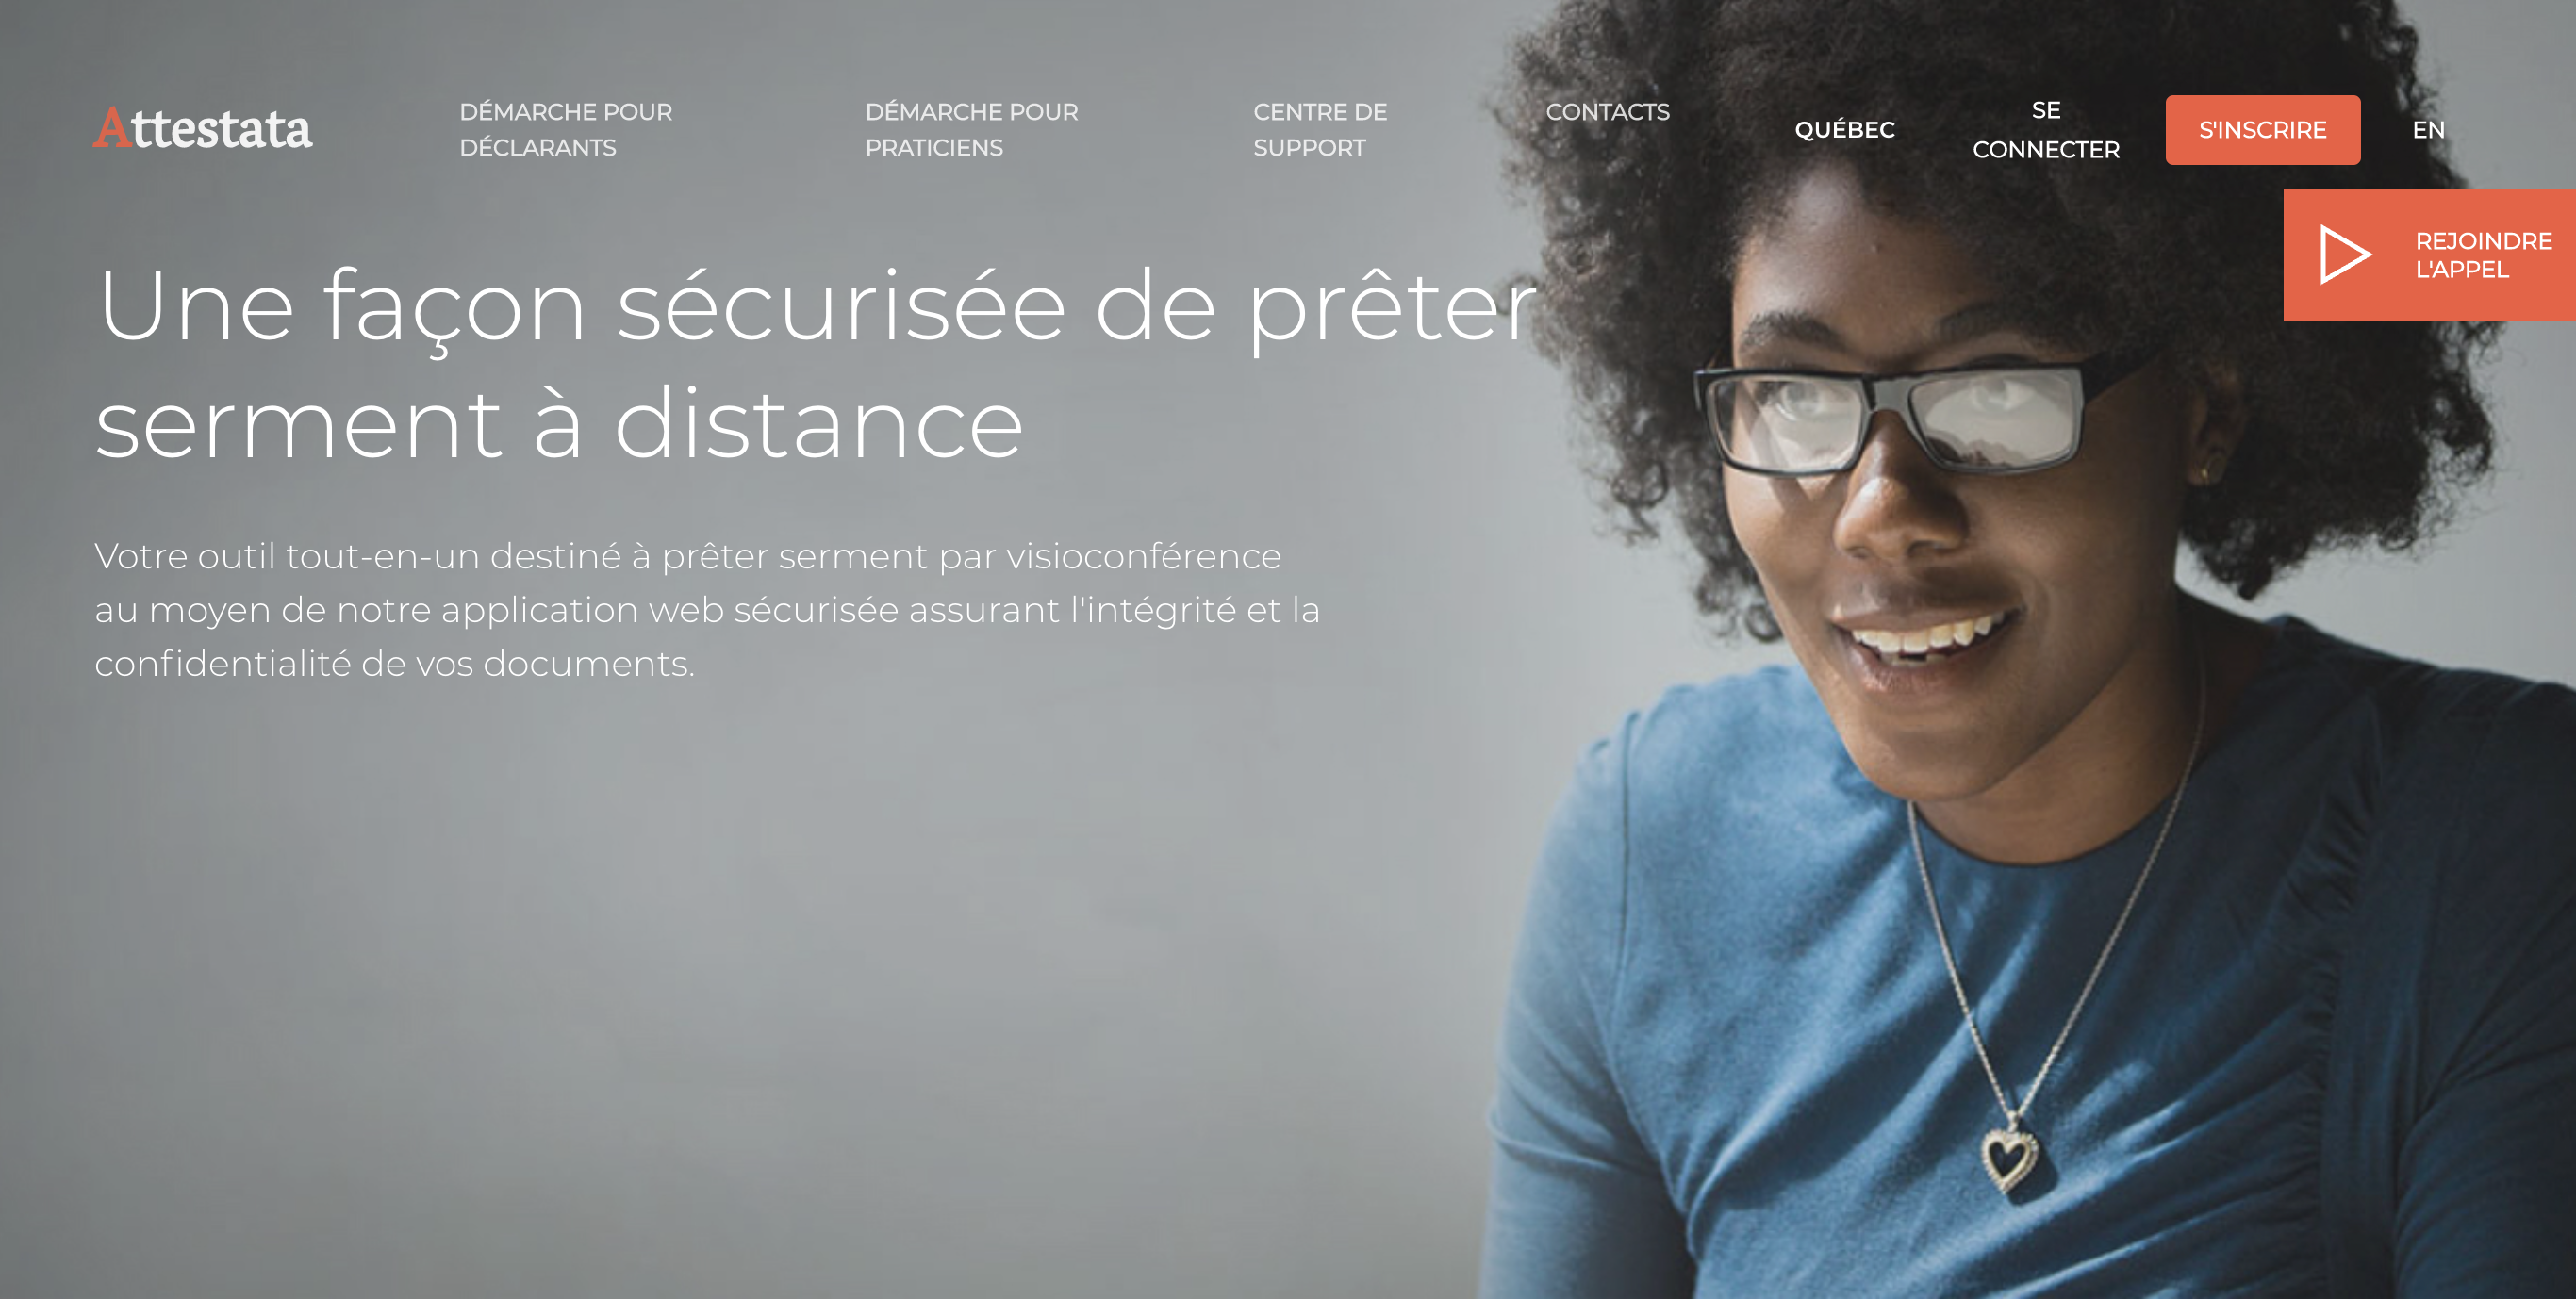 Attestata
DÉMARCHE POUR
DÉCLARANTS
DÉMARCHE POUR
PRATICIENS
CENTRE DE
SUPPORT
CONTACTS
QUÉBEC
SE
CONNECTER
S'INSCRIRE
EN
REJOINDRE
L'APPEL
Une façon sécurisée de prêter
serment à distance
Votre outil tout-en-un destiné à prêter serment par visioconférence
au moyen de notre application web sécurisée assurant l'intégrité et la
confidentialité de vos documents.